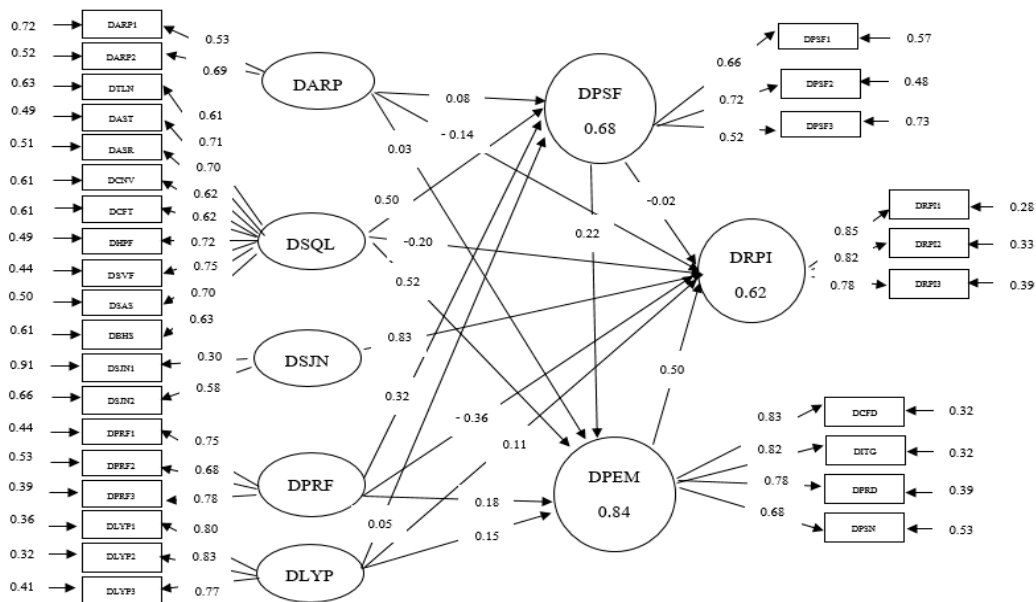 0.72 DARP1
0.52 DARP2
0.63 DTLN
0.49 DAST
0.51 DASR
0.61 DCNV
0.61 DCFT
0.49 DHPF
0.44 DSVF
0.50 DSAS
0.61 DBHS
0.91 DSJN1
0.66 DSJN2
0.44 DPRF1
0.53 DPRF2
0.39 DPRF3
0.36 DLYP1
0.32 DLYP2
0.41 DLYP3
0.53
0.69
0.61
0.71
0.70
0.62
0.62
0.72
0.75
0.70
0.63
0.30
0.58
0.75
0.68
0.78
0.80
0.83
0.77
DARP
DSQL
DSJN
DPRF
DLYP
0.08
-0.14
0.03
0.50
-0.20
0.52
0.83
0.32
-0.36
0.18
0.05
0.11
0.15
DPSF
0.68
-0.02
0.22
DRPI
0.62
0.50
DPEM
0.84
0.66
0.72
0.52
DPSF1 0.57
DPSF2 0.48
DPSF3 0.73
0.85
0.82
0.78
DRPI1 0.28
DRPI2 0.33
DRPI3 0.39
0.83
0.82
0.78
0.68
DCFD 0.32
DITG 0.32
DPRD 0.39
DPSN 0.53